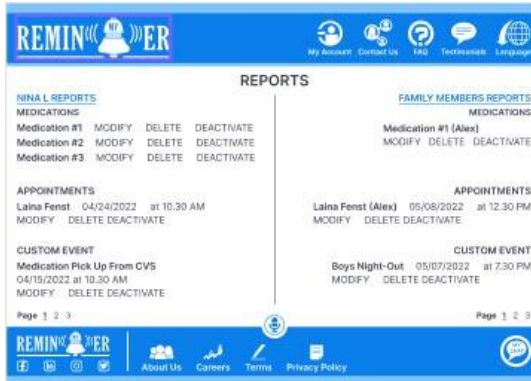 REMIN MY ER
My Account Contact Us FAQ Testimonials Language
REPORTS
NINA L REPORTS
MEDICATIONS
Medication #1 MODIFY DELETE DEACTIVATE
Medication #2 MODIFY DELETE DEACTIVATE
Medication #3 MODIFY DELETE DEACTIVATE
APPOINTMENTS
Laina Fenst 04/24/2022 at 10.30 AM
MODIFY DELETE DEACTIVATE
CUSTOM EVENT
Medication Pick Up From CVS
04/15/2022 at 10.30 AM
MODIFY DELETE DEACTIVATE
Page 1 2 3
FAMILY MEMBERS REPORTS
MEDICATIONS
Medication #1 (Alex)
MODIFY DELETE DEACTIVATE
APPOINTMENTS
Laina Fenst (Alex) 05/08/2022 at 12.30 PM
MODIFY DELETE DEACTIVATE
CUSTOM EVENT
Boys Night-Out 05/07/2022 at 7.30 PM
MODIFY DELETE DEACTIVATE
Page 1 2 3
REMIN ER
About Us Careers Terms Privacy Policy